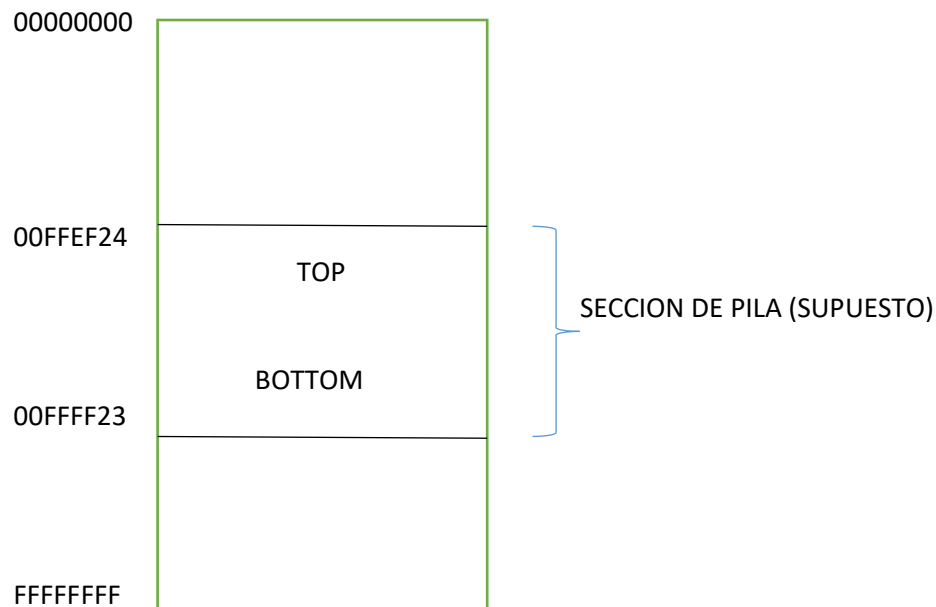 00000000
00FFEF24
TOP
SECCION DE PILA (SUPUESTO)
BOTTOM
00FFFF23
FFFFFFFF